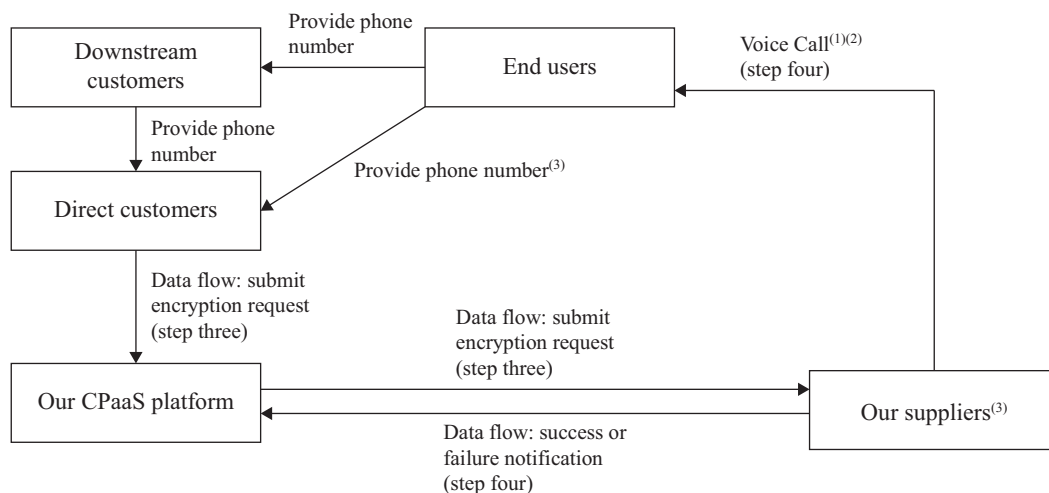 Provide phone
number
Downstream
customers
End users
Voice Call(1)(2)
(step four)
Provide phone
number
Provide phone number(3)
Direct customers
Data flow: submit
encryption request
(step three)
Data flow: submit
encryption request
(step three)
Our CPaaS platform
Our suppliers(3)
Data flow: success or
failure notification
(step four)